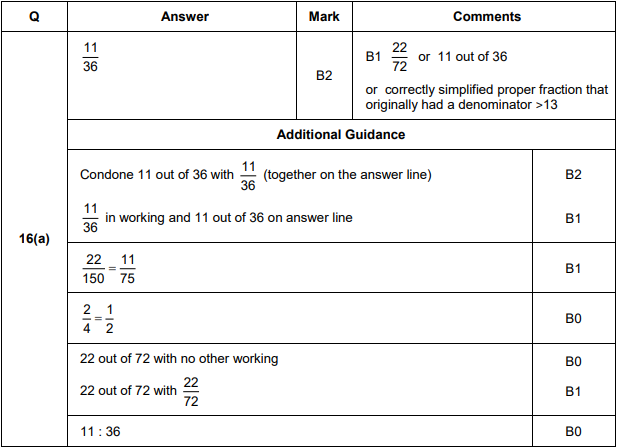 Q Answer Mark Comments
16(a)
11/36
B2
B1 22/72 or 11 out of 36
or correctly simplified proper fraction that
originally had a denominator >13
Additional Guidance
Condone 11 out of 36 with 11/36 (together on the answer line) B2
11/36 in working and 11 out of 36 on answer line B1
22/150 = 11/75 B1
2/4 = 1/2 B0
22 out of 72 with no other working B0
22 out of 72 with 22/72 B1
11 : 36 B0